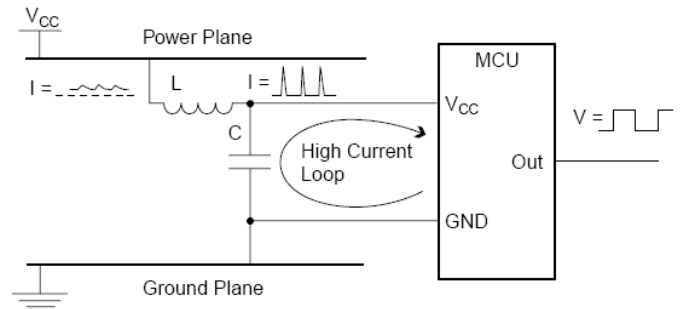 VCC
Power Plane
MCU
I =
L
I =
VCC
V =
C
High Current
Loop
Out
GND
Ground Plane